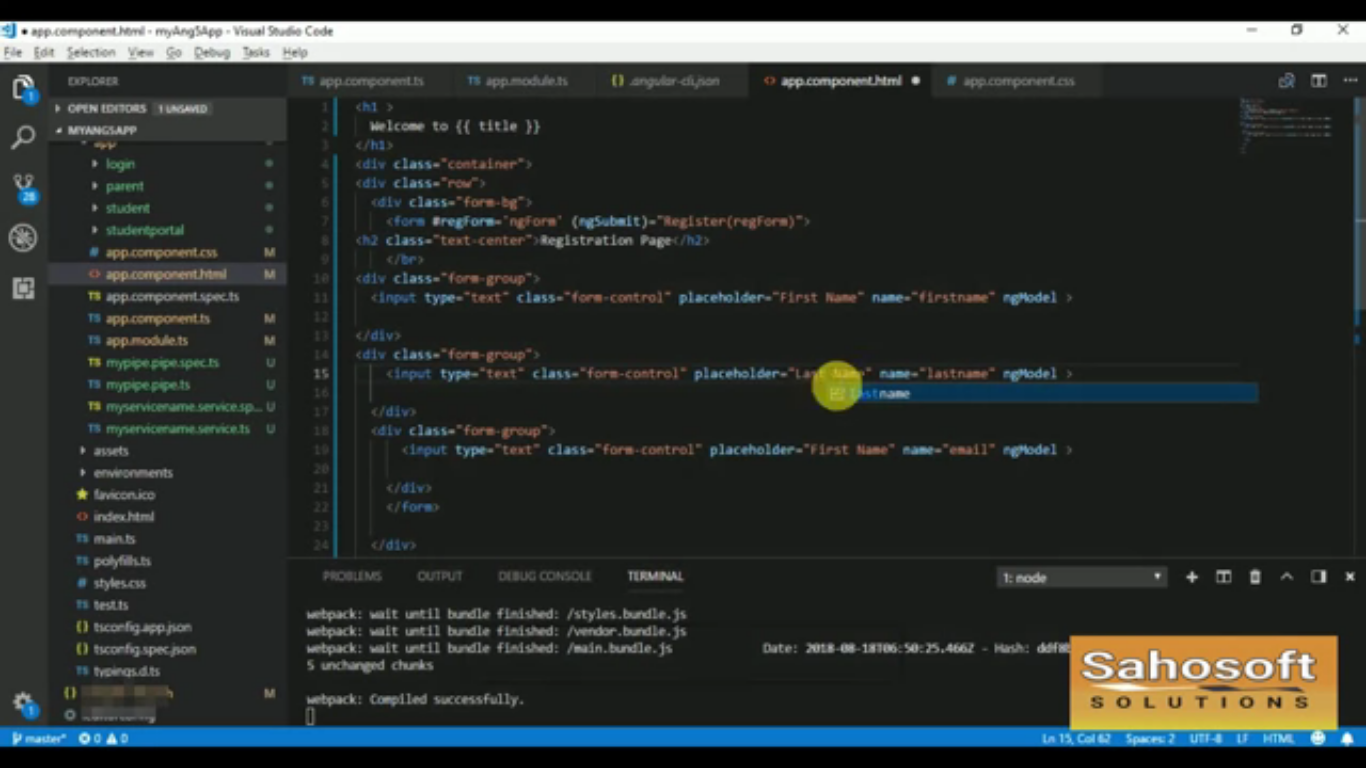 app.component.html - myAng5App - Visual Studio Code
File Edit Selection View Go Debug Tasks Help
EXPLORER
OPEN EDITORS 1 UNSAVED
MYANG5APP
app
login
parent
student
studentportal
app.component.css M
app.component.html M
app.component.spec.ts
app.component.ts M
app.module.ts M
mypipe.pipe.spec.ts U
mypipe.pipe.ts U
myservicename.service.sp... U
myservicename.service.ts U
assets
environments
favicon.ico
index.html
main.ts
polyfills.ts
styles.css
test.ts
tsconfig.app.json
tsconfig.spec.json
typings.d.ts
M
app.component.ts app.module.ts .angular-cli.json app.component.html app.component.css
1 <h1 >
2 Welcome to {{ title }}
3 </h1>
4 <div class="container">
5 <div class="row">
6 <div class="form-bg">
7 <form #regForm='ngForm' (ngSubmit)="Register(regForm)">
8 <h2 class="text-center">Registration Page</h2>
9 </br>
10 <div class="form-group">
11 <input type="text" class="form-control" placeholder="First Name" name="firstname" ngModel >
12
13 </div>
14 <div class="form-group">
15 <input type="text" class="form-control" placeholder="Last Name" name="lastname" ngModel >
16 lastname
17 </div>
18 <div class="form-group">
19 <input type="text" class="form-control" placeholder="First Name" name="email" ngModel >
20
21 </div>
22 </form>
23
24 </div>
PROBLEMS OUTPUT DEBUG CONSOLE TERMINAL 1: node
webpack: wait until bundle finished: /styles.bundle.js
webpack: wait until bundle finished: /vendor.bundle.js
webpack: wait until bundle finished: /main.bundle.js Date: 2018-08-18T06:50:25.466Z - Hash:
5 unchanged chunks
webpack: Compiled successfully.
Sahosoft
SOLUTIONS
master* 0 0 Ln 15, Col 62 Spaces: 2 UTF-8 LF HTML